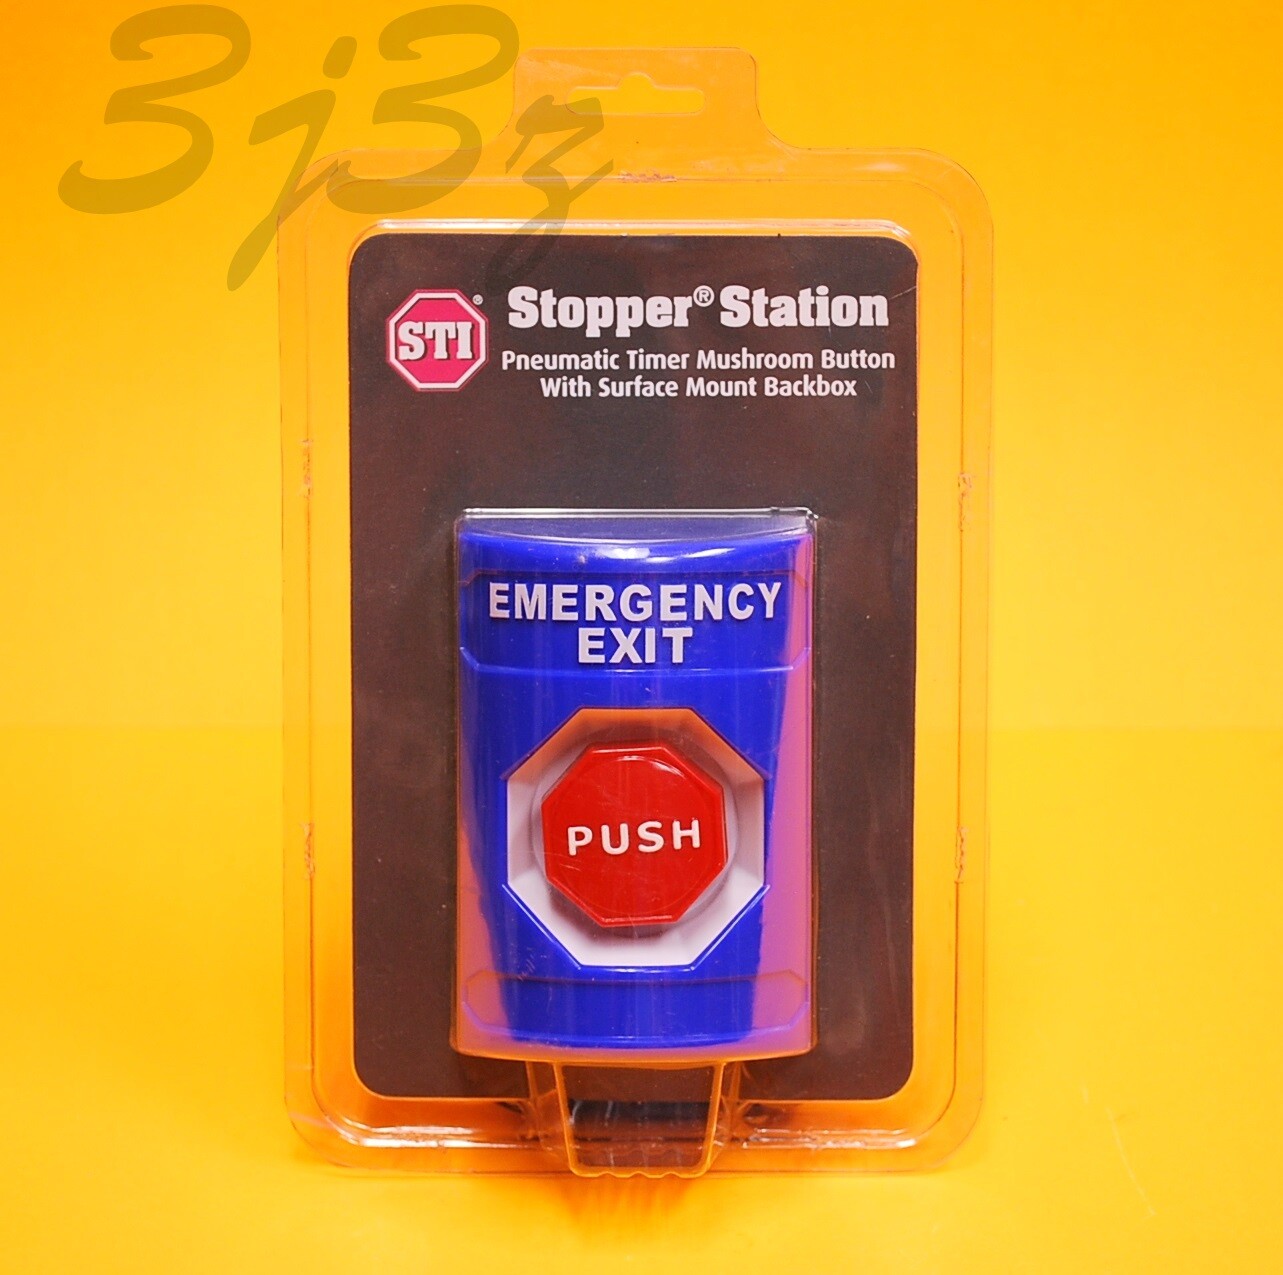 3j3z
STI®
Stopper® Station
Pneumatic Timer Mushroom Button
With Surface Mount Backbox
EMERGENCY
EXIT
PUSH